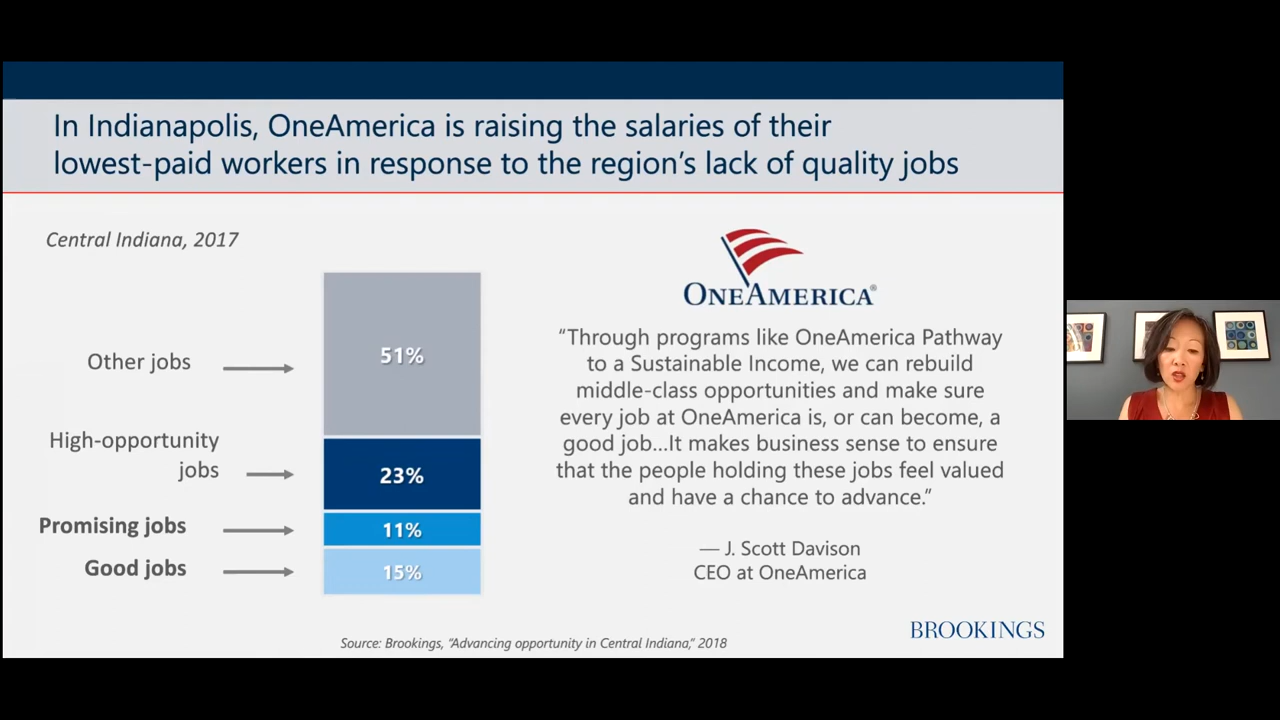 In Indianapolis, OneAmerica is raising the salaries of their
lowest-paid workers in response to the region's lack of quality jobs
Central Indiana, 2017
Other jobs
51%
High-opportunity
jobs
23%
Promising jobs
11%
Good jobs
15%
ONEAMERICA®
“Through programs like OneAmerica Pathway
to a Sustainable Income, we can rebuild
middle-class opportunities and make sure
every job at OneAmerica is, or can become, a
good job...It makes business sense to ensure
that the people holding these jobs feel valued
and have a chance to advance.”
— J. Scott Davison
CEO at OneAmerica
Source: Brookings, “Advancing opportunity in Central Indiana,” 2018
BROOKINGS